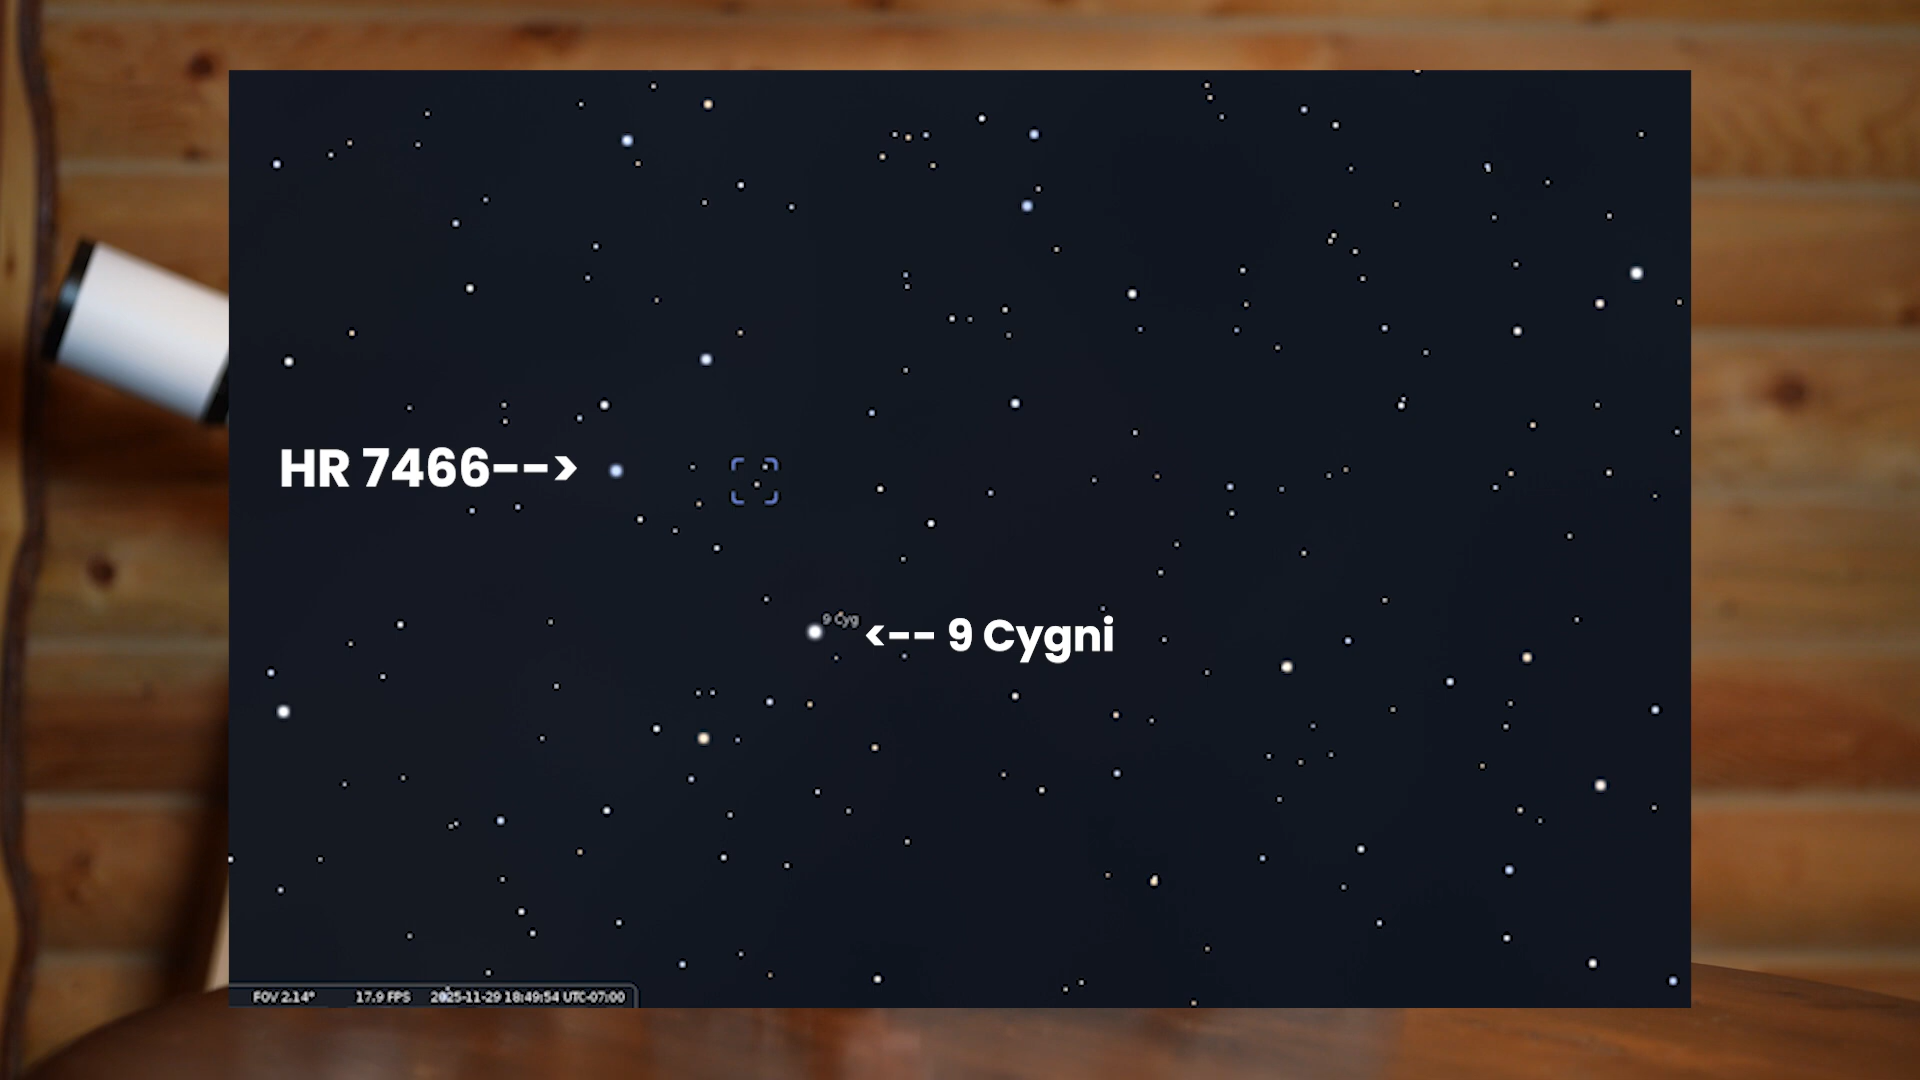 HR 7466-->
9 Cyg
<-- 9 Cygni
FOV 2.14° 17.9 FPS 2025-11-29 18:49:54 UTC-07:00